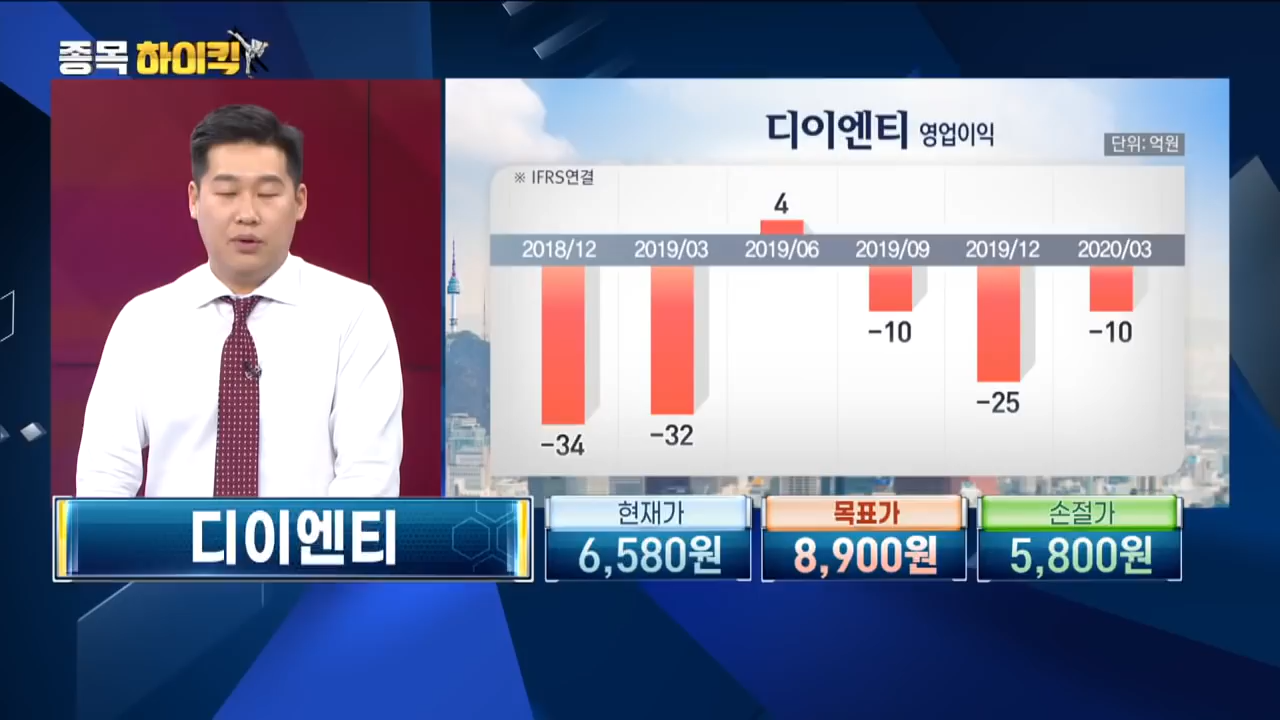 종목 하이킥
디이엔티 영업이익
단위: 억원
※ IFRS연결
4
2018/12 2019/03 2019/06 2019/09 2019/12 2020/03
-10 -10
-25
-34 -32
디이엔티
현재가 목표가 손절가
6,580원 8,900원 5,800원